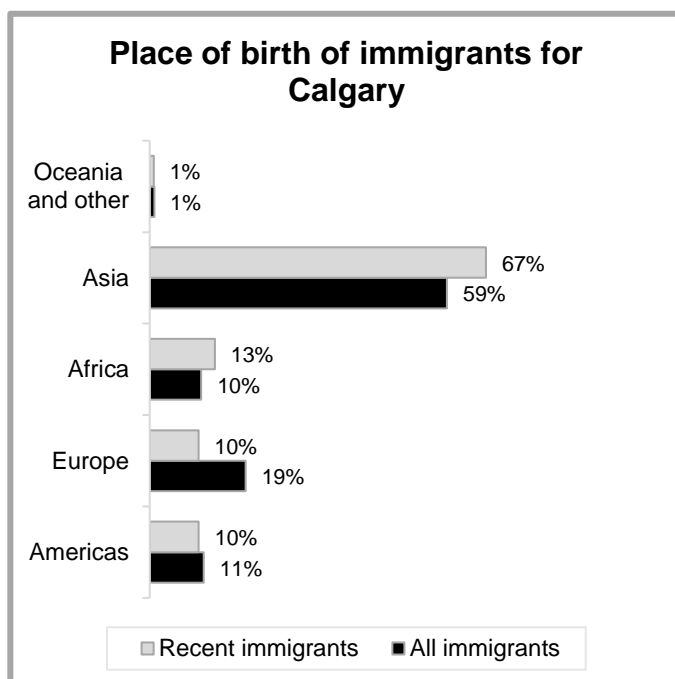 Place of birth of immigrants for
Calgary
Oceania
and other
1%
1%
Asia
67%
59%
Africa
13%
10%
Europe
10%
19%
Americas
10%
11%
Recent immigrants
All immigrants